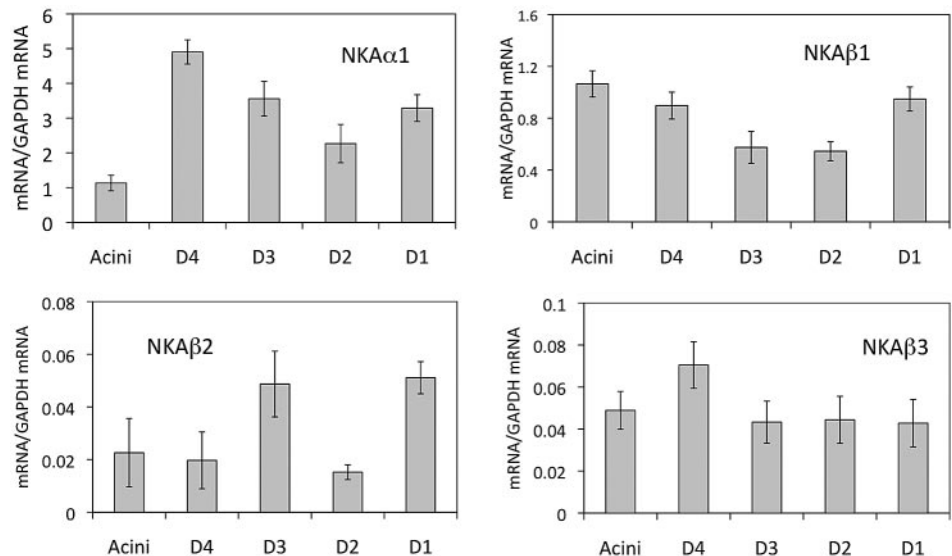 mRNA/GAPDH mRNA
6
5
4
3
2
1
0
NKAα1
Acini D4 D3 D2 D1
mRNA/GAPDH mRNA
1.6
1.2
0.8
0.4
0
NKAβ1
Acini D4 D3 D2 D1
mRNA/GAPDH mRNA
0.08
0.06
0.04
0.02
0
NKAβ2
Acini D4 D3 D2 D1
mRNA/GAPDH mRNA
0.1
0.08
0.06
0.04
0.02
0
NKAβ3
Acini D4 D3 D2 D1